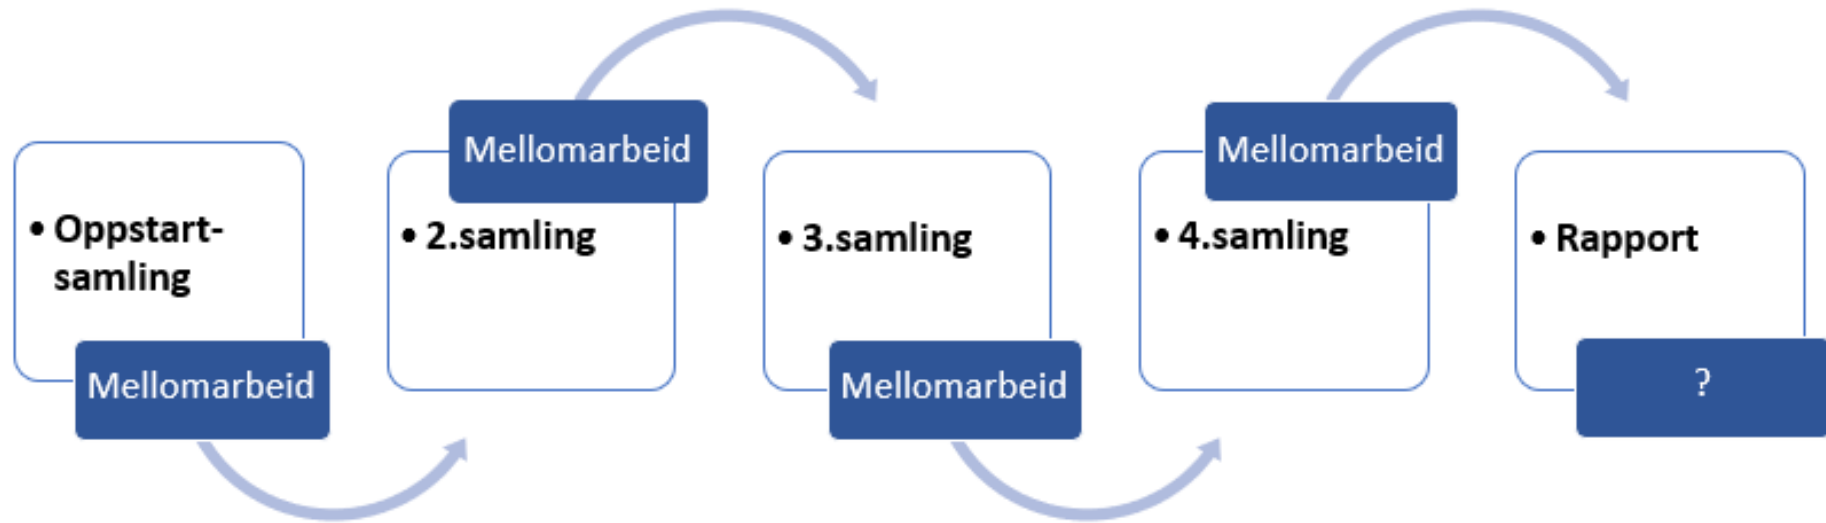 • Oppstart-
samling
Mellomarbeid
Mellomarbeid
• 2.samling
• 3.samling
Mellomarbeid
Mellomarbeid
• 4.samling
• Rapport
?